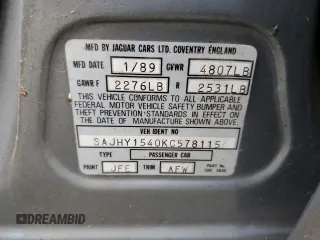 MFD BY JAGUAR CARS LTD. COVENTRY ENGLAND
MFD DATE 1/89 GVWR 4807LB
GAWR F 2276LB R 2531LB
THIS VEHICLE CONFORMS TO ALL APPLICABLE
FEDERAL MOTOR VEHICLE SAFETY BUMPER AND
THEFT PREVENTION STANDARDS IN EFFECT ON THE
DATE OF MANUFACTURE SHOWN ABOVE.
VEH IDENT Nº
SAJHY1540KC578115
TYPE PASSENGER CAR
PAINT JFE TRIM AFW
DREAMBID